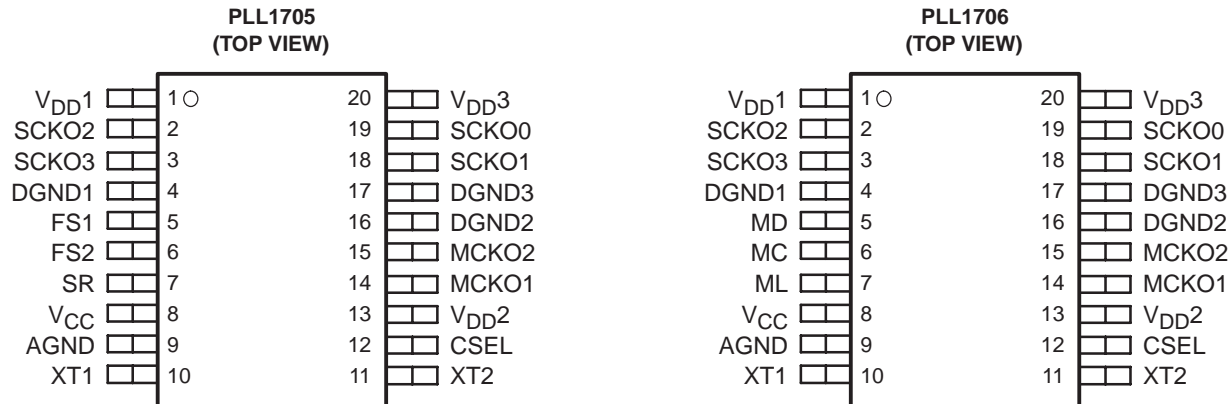 PLL1705
(TOP VIEW)
VDD1 1 20 VDD3
SCKO2 2 19 SCKO0
SCKO3 3 18 SCKO1
DGND1 4 17 DGND3
FS1 5 16 DGND2
FS2 6 15 MCKO2
SR 7 14 MCKO1
VCC 8 13 VDD2
AGND 9 12 CSEL
XT1 10 11 XT2
PLL1706
(TOP VIEW)
VDD1 1 20 VDD3
SCKO2 2 19 SCKO0
SCKO3 3 18 SCKO1
DGND1 4 17 DGND3
MD 5 16 DGND2
MC 6 15 MCKO2
ML 7 14 MCKO1
VCC 8 13 VDD2
AGND 9 12 CSEL
XT1 10 11 XT2